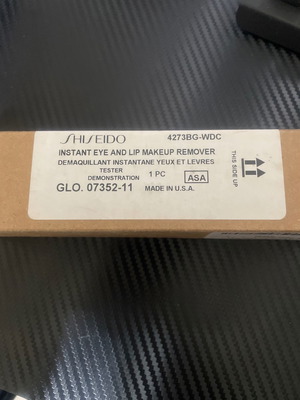 SHISEIDO 4273BG-WDC
INSTANT EYE AND LIP MAKEUP REMOVER
DEMAQUILLANT INSTANTANE YEUX ET LEVRES
TESTER
DEMONSTRATION 1 PC ASA
GLO. 07352-11 MADE IN U.S.A.
THIS SIDE UP